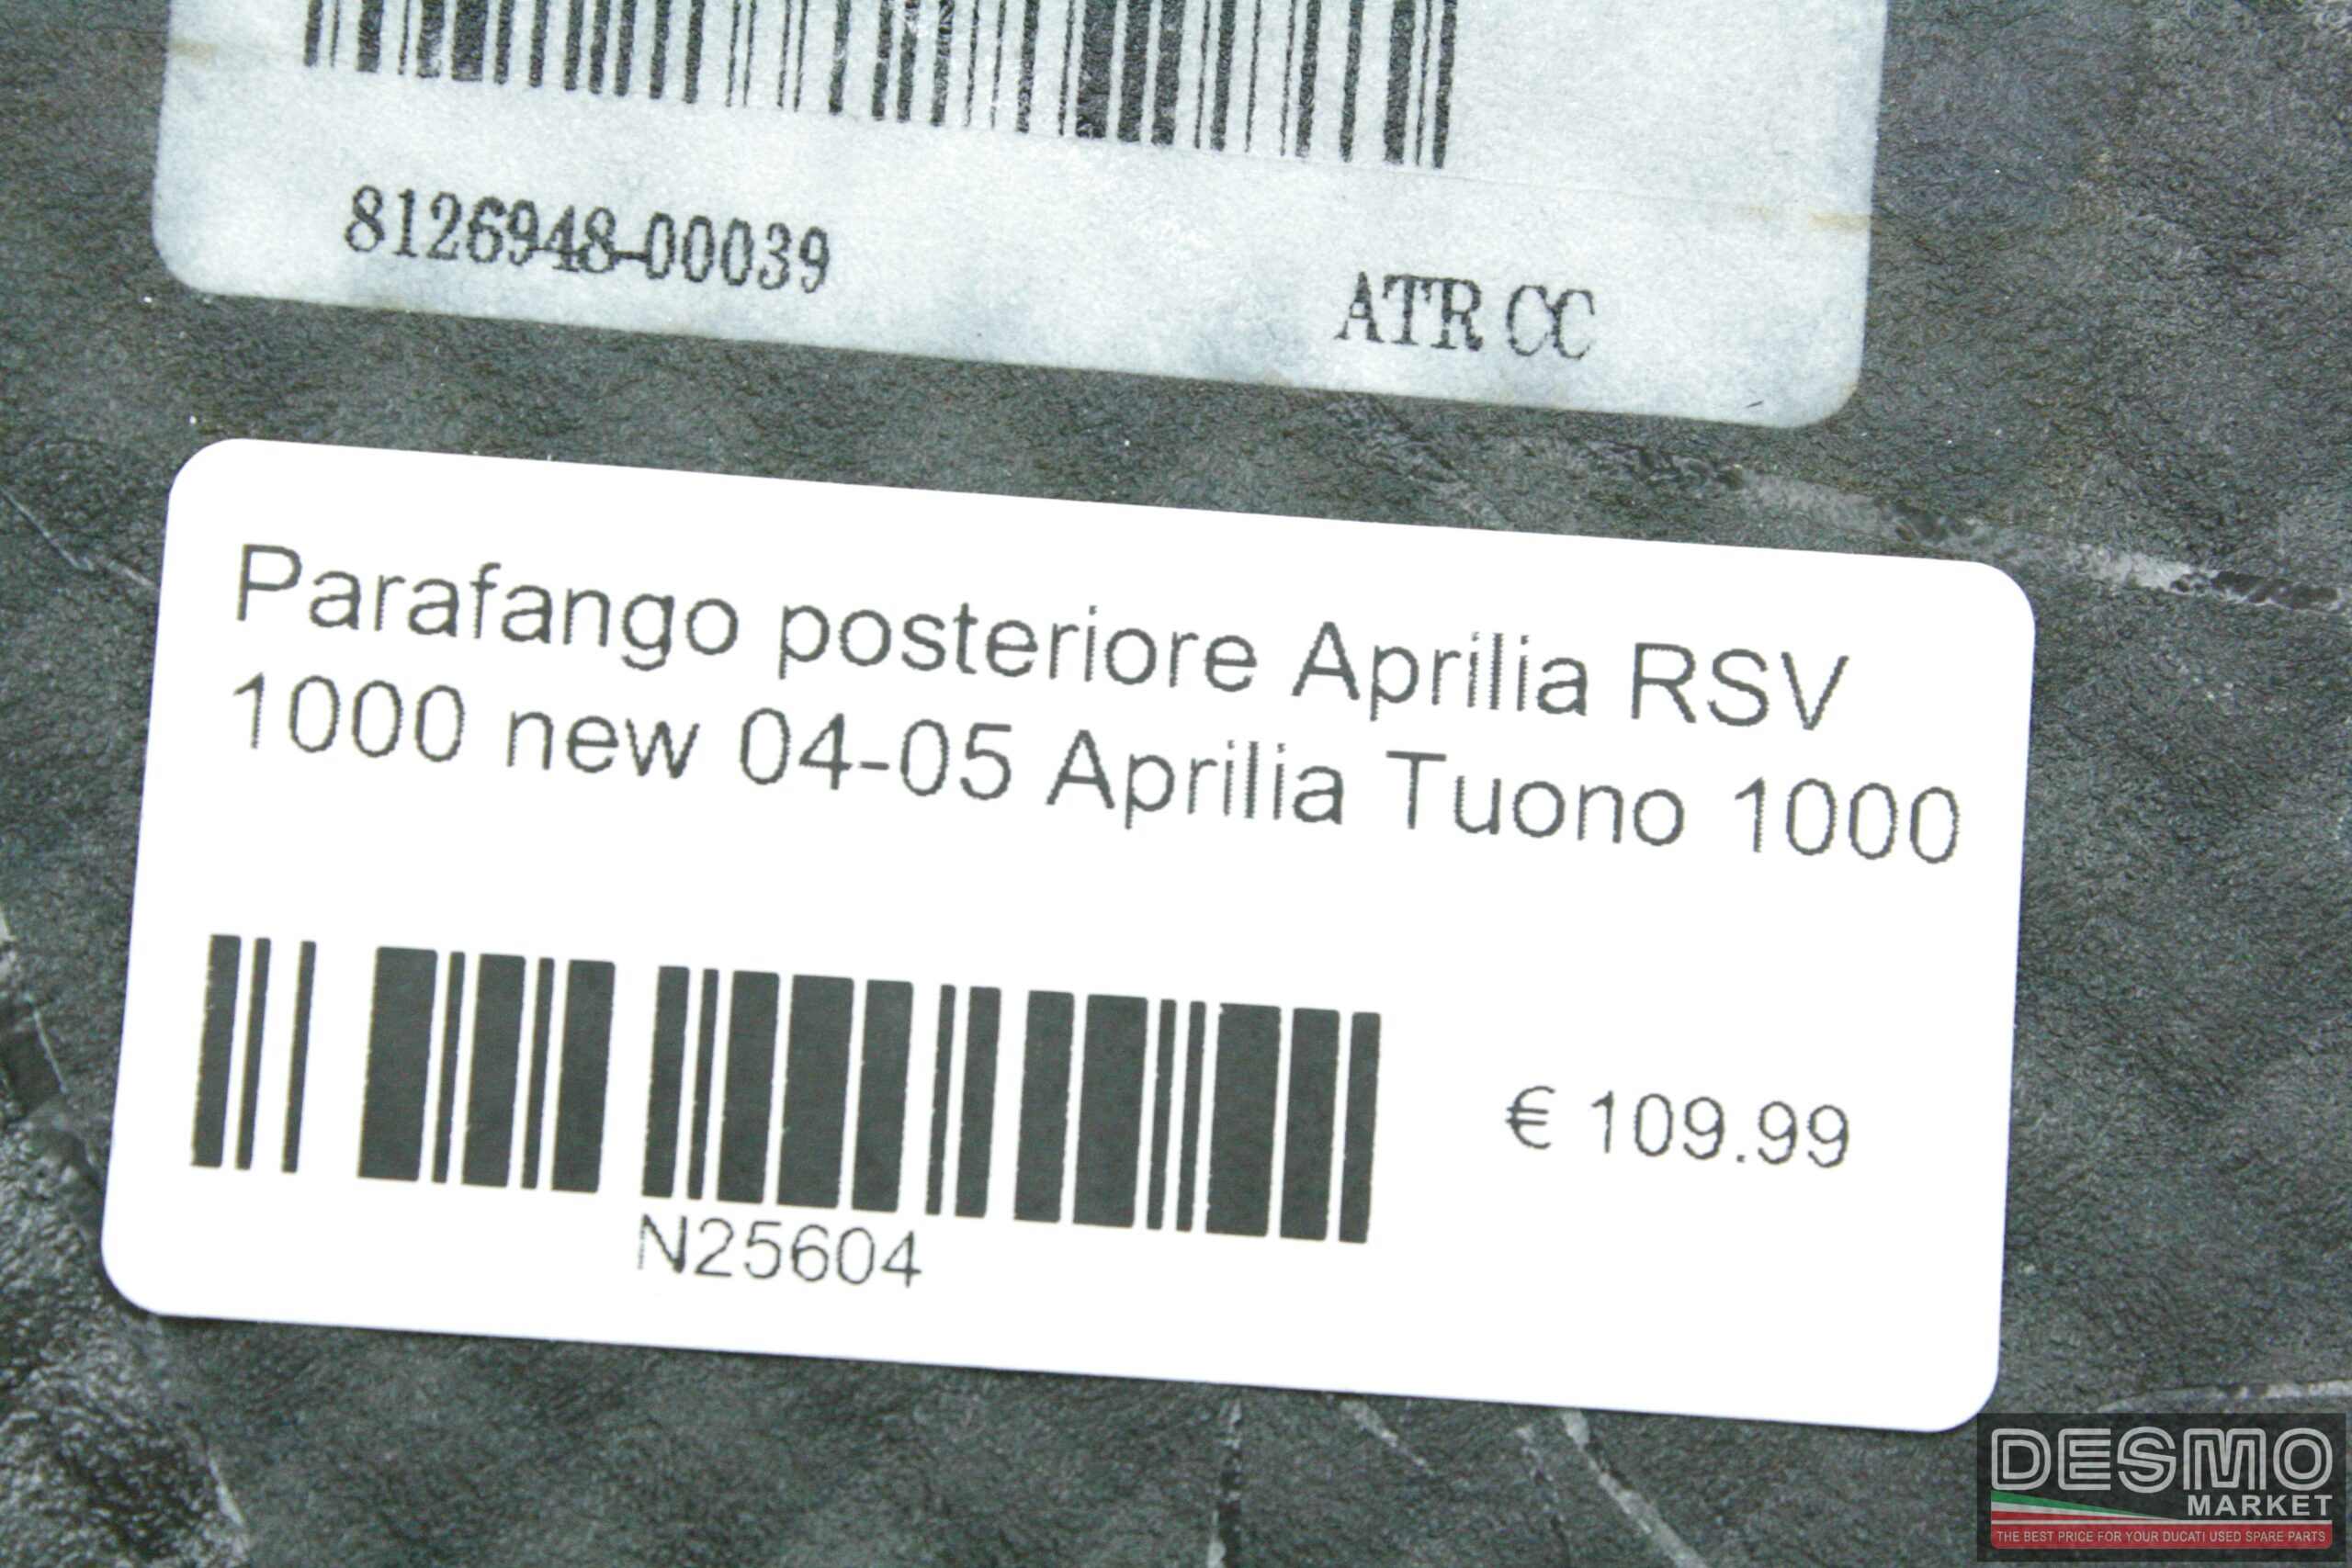 8126948-00039
ATR CC
Parafango posteriore Aprilia RSV
1000 new 04-05 Aprilia Tuono 1000
€ 109.99
N25604
DESMO
MARKET
THE BEST PRICE FOR YOUR DUCATI USED SPARE PARTS